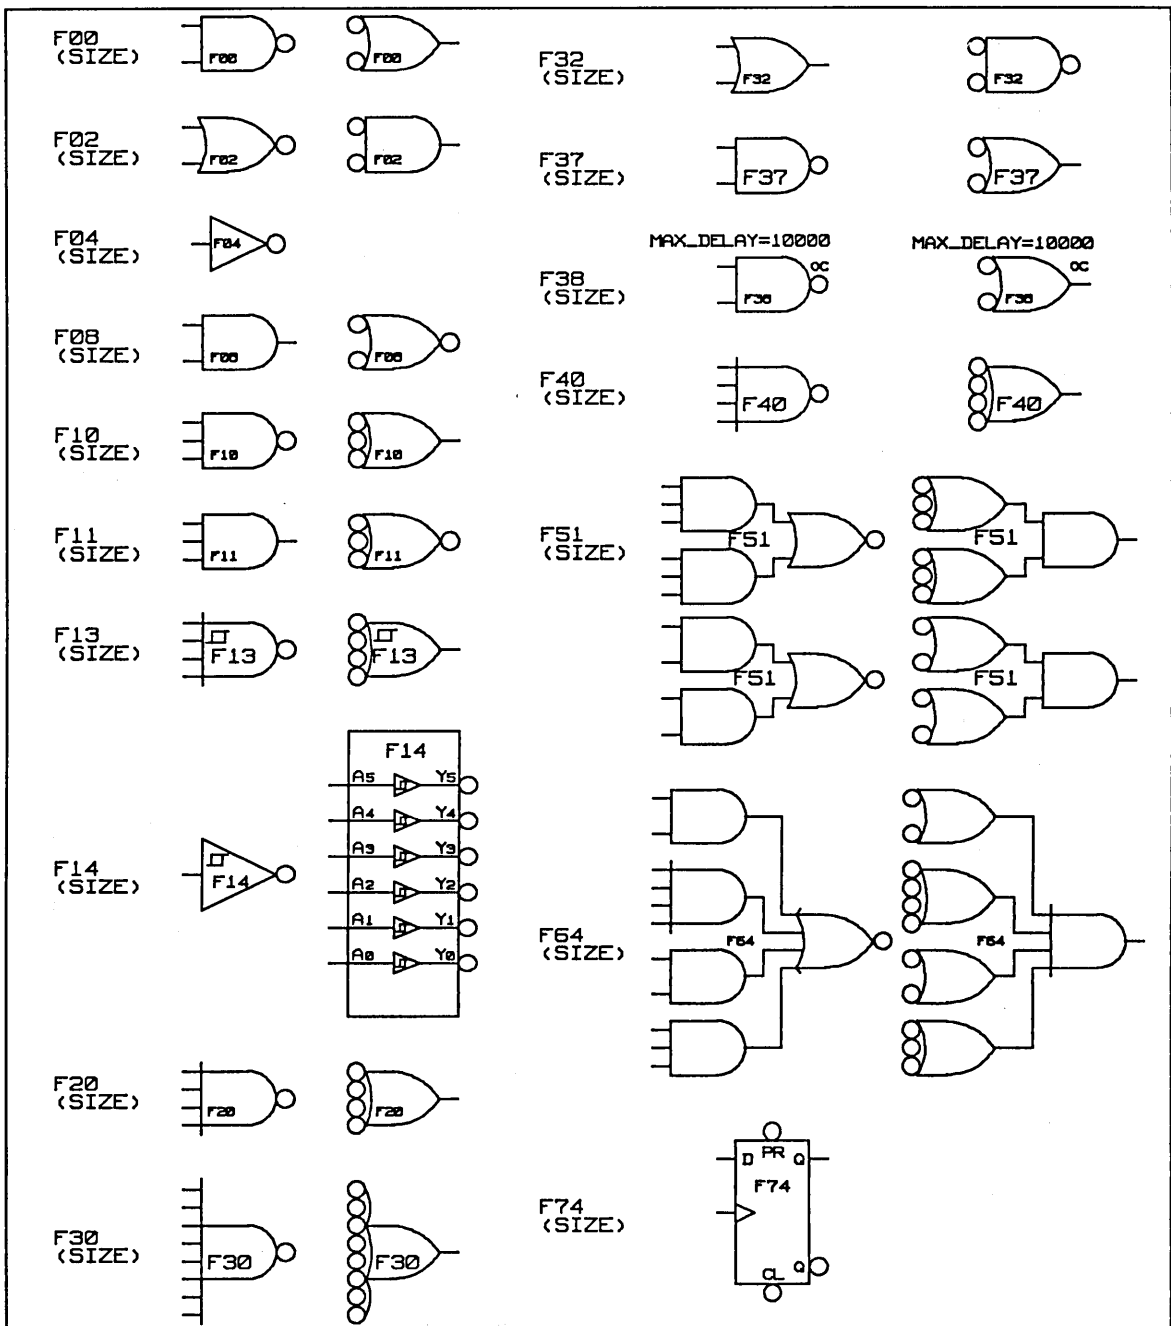 F00
(SIZE)
F00
F00
F02
(SIZE)
F02
F02
F04
(SIZE)
F04
F08
(SIZE)
F08
F08
F10
(SIZE)
F10
F10
F11
(SIZE)
F11
F11
F13
(SIZE)
F13
F13
F14
(SIZE)
F14
F14
A5 Y5
A4 Y4
A3 Y3
A2 Y2
A1 Y1
A0 Y0
F20
(SIZE)
F20
F20
F30
(SIZE)
F30
F30
F32
(SIZE)
F32
F32
F37
(SIZE)
F37
F37
MAX_DELAY=10000
MAX_DELAY=10000
F38
(SIZE)
OC
F38
OC
F38
F40
(SIZE)
F40
F40
F51
(SIZE)
F51
F51
F51
F51
F64
(SIZE)
F64
F64
F74
(SIZE)
PR
D Q
F74
Q
CL